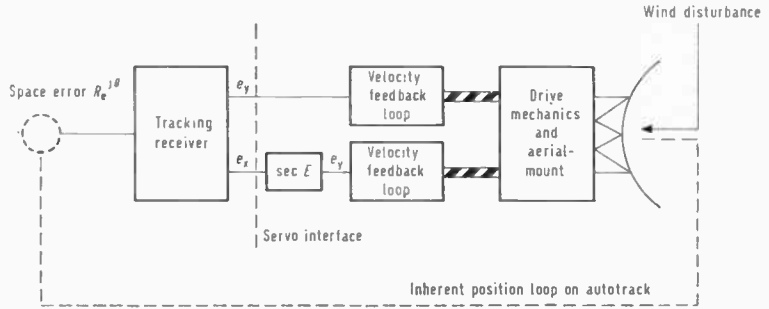 Wind disturbance
Space error R_e^jθ
Tracking
receiver
e_y
e_x
sec E
e_y
Velocity
feedback
loop
Velocity
feedback
loop
Drive
mechanics
and
aerial-
mount
Servo interface
Inherent position loop on autotrack